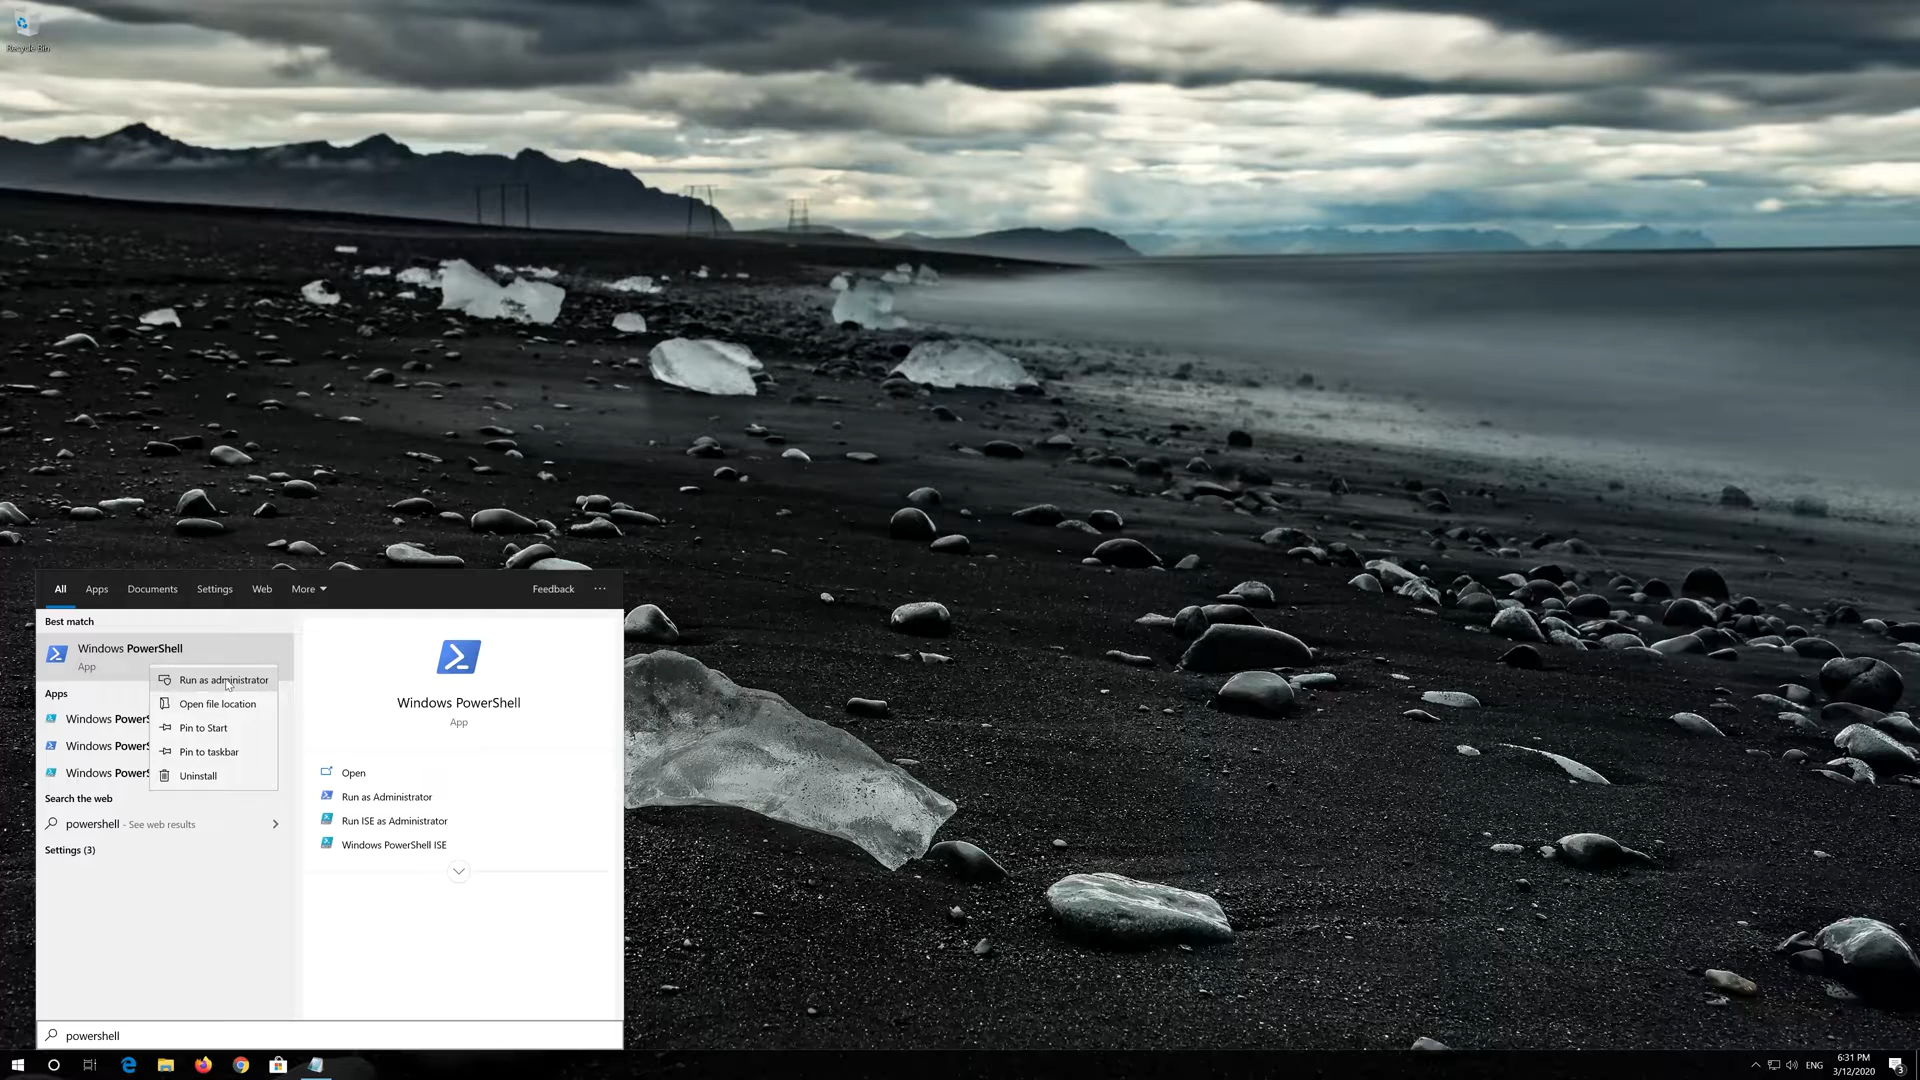 Recycle Bin
All Apps Documents Settings Web More Feedback ...
Best match
Windows PowerShell
App
Run as administrator
Open file location
Pin to Start
Pin to taskbar
Uninstall
Apps
Windows PowerS
Windows PowerS
Windows PowerS
Search the web
powershell - See web results
Settings (3)
Windows PowerShell
App
Open
Run as Administrator
Run ISE as Administrator
Windows PowerShell ISE
powershell
ENG
6:31 PM
3/12/2020
3